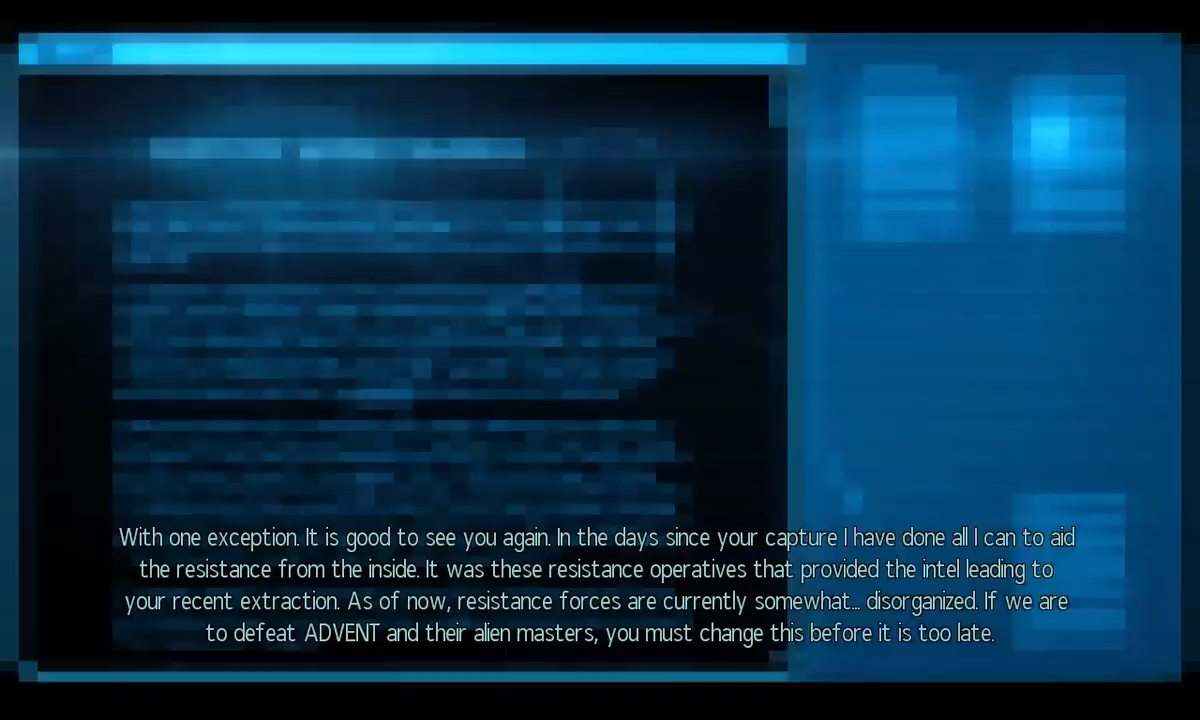 With one exception. It is good to see you again. In the days since your capture I have done all I can to aid
the resistance from the inside. It was these resistance operatives that provided the intel leading to
your recent extraction. As of now, resistance forces are currently somewhat... disorganized. If we are
to defeat ADVENT and their alien masters, you must change this before it is too late.